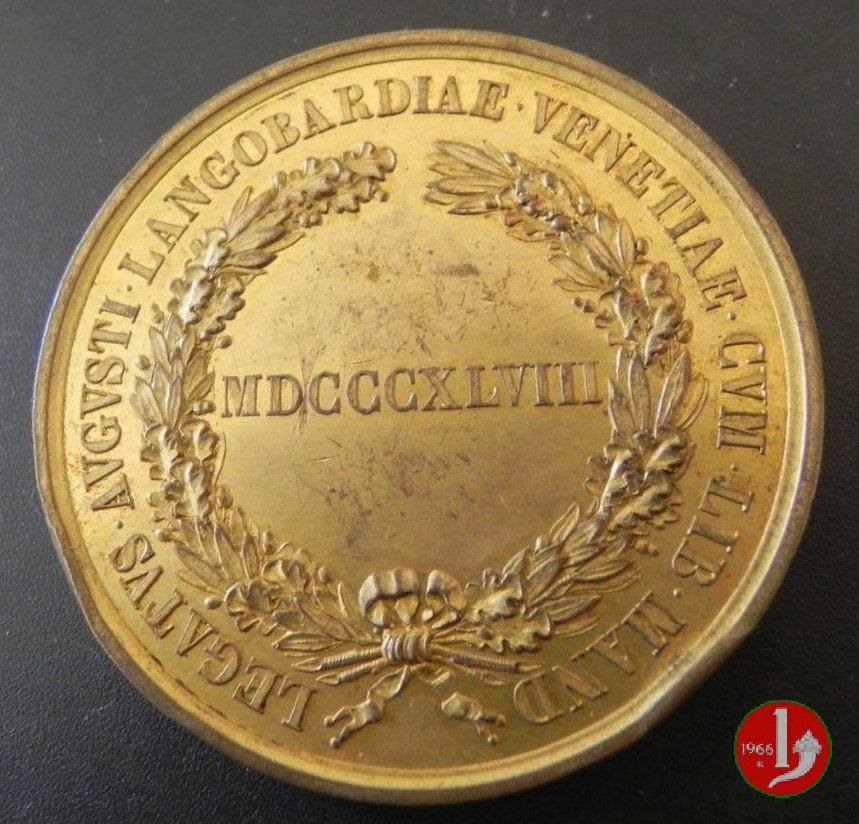 LEGATVS · AVGVSTI · LANGOBARDIAE · VENETIAE · CVM · LIB · MAND
MDCCCXLVIII
1966